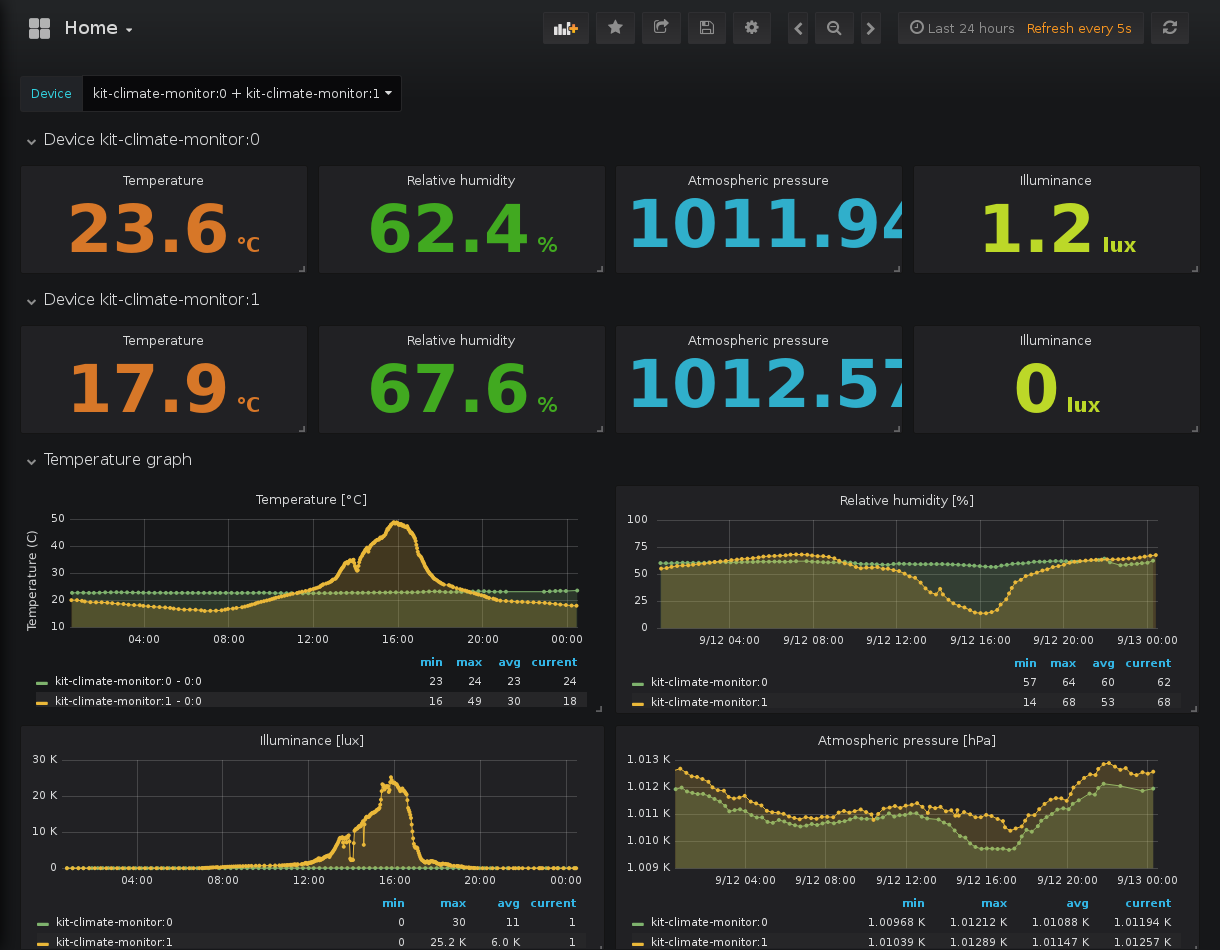 Home
Last 24 hours Refresh every 5s
Device kit-climate-monitor:0 + kit-climate-monitor:1
Device kit-climate-monitor:0
Temperature Relative humidity Atmospheric pressure Illuminance
23.6 °C 62.4 % 1011.94 1.2 lux
Device kit-climate-monitor:1
Temperature Relative humidity Atmospheric pressure Illuminance
17.9 °C 67.6 % 1012.57 0 lux
Temperature graph
Temperature [°C]
Temperature (C)
50
40
30
20
10
04:00 08:00 12:00 16:00 20:00 00:00
min max avg current
kit-climate-monitor:0 - 0:0 23 24 23 24
kit-climate-monitor:1 - 0:0 16 49 30 18
Relative humidity [%]
100
75
50
25
0
9/12 04:00 9/12 08:00 9/12 12:00 9/12 16:00 9/12 20:00 9/13 00:00
min max avg current
kit-climate-monitor:0 57 64 60 62
kit-climate-monitor:1 14 68 53 68
Illuminance [lux]
30 K
20 K
10 K
0
04:00 08:00 12:00 16:00 20:00 00:00
min max avg current
kit-climate-monitor:0 0 30 11 1
kit-climate-monitor:1 0 25.2 K 6.0 K 1
Atmospheric pressure [hPa]
1.013 K
1.012 K
1.011 K
1.010 K
1.009 K
9/12 04:00 9/12 08:00 9/12 12:00 9/12 16:00 9/12 20:00 9/13 00:00
min max avg current
kit-climate-monitor:0 1.00968 K 1.01212 K 1.01088 K 1.01194 K
kit-climate-monitor:1 1.01039 K 1.01289 K 1.01147 K 1.01257 K